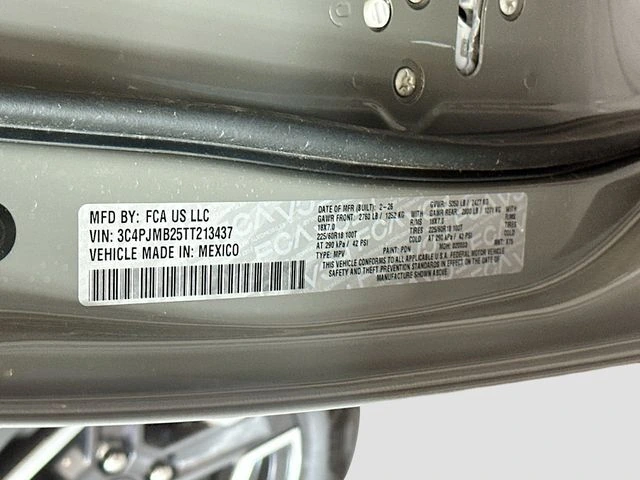 MFD BY: FCA US LLC
VIN: 3C4PJMB25TT213437
VEHICLE MADE IN: MEXICO
DATE OF MFR (BUILT): 2-26
GAWR FRONT: 2760 LB / 1252 KG WITH
18X7.0 RIMS
225/60R18 100T TIRES
AT 290 kPa / 42 PSI COLD
TYPE: MPV PAINT: PDN
GVWR: 5350 LB / 2427 KG
GAWR REAR: 2800 LB / 1271 KG WITH
18X7.0
225/60R18 100T
AT 290 kPa / 42 PSI
THIS VEHICLE CONFORMS TO ALL APPLICABLE U.S.A. FEDERAL MOTOR VEHICLE
SAFETY AND THEFT PREVENTION STANDARDS IN EFFECT ON THE DATE OF
MANUFACTURE SHOWN ABOVE